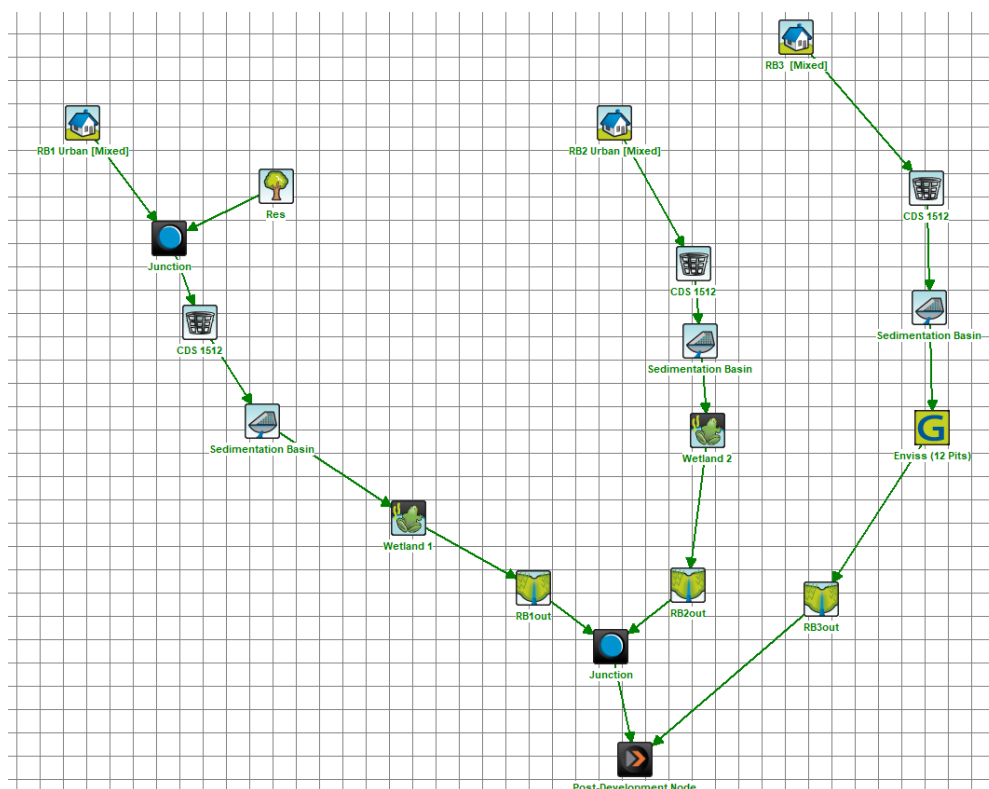 RB3 [Mixed]
RB1 Urban [Mixed]
RB2 Urban [Mixed]
Res
CDS 1512
Junction
CDS 1512
Sedimentation Basin
CDS 1512
Sedimentation Basin
Sedimentation Basin
G
Enviss (12 Pits)
Wetland 2
Wetland 1
RB1out
RB2out
RB3out
Junction
Post-Development Node